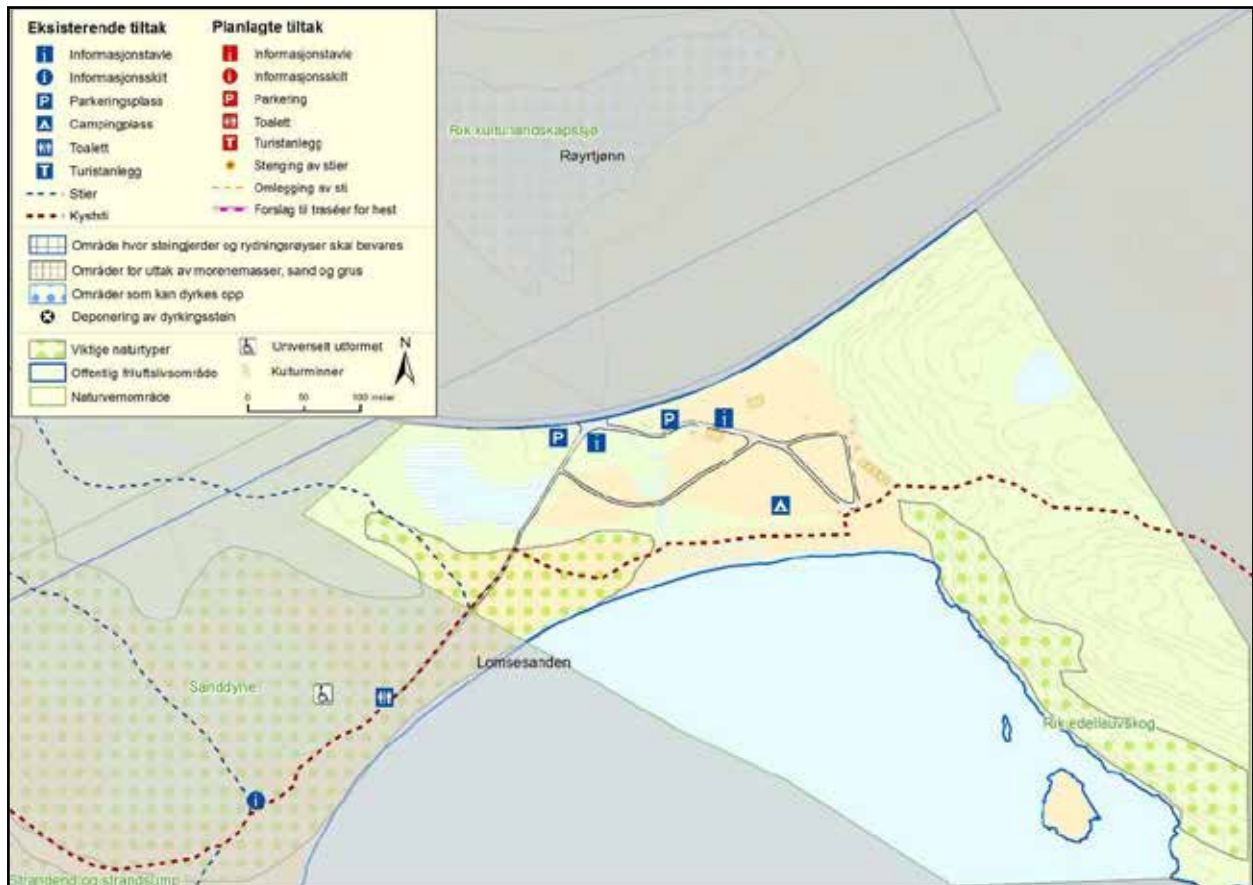 Eksisterende tiltak
Informasjonstavle
Informasjonsskilt
Parkeringsplass
Campingplass
Toalett
Turistanlegg
Stier
Kyststi
Planlagte tiltak
Informasjonstavle
Informasjonsskilt
Parkering
Toalett
Turistanlegg
Stenging av stier
Omlegging av sti
Forslag til traséer for hest
Område hvor steingjerder og rydningsrøyser skal bevares
Områder for uttak av morenemasser, sand og grus
Områder som kan dyrkes opp
Deponering av dyrkingsstein
Viktige naturtyper
Offentlig friluftslivsområde
Naturvernområde
Universelt utformet
Kulturminner
N
0 50 100 meter
Rik kulturlandskapssjø
Røyrtjønn
Lomsesanden
Sanddyne
Rik edellauvskog
Strandeng og strandsump